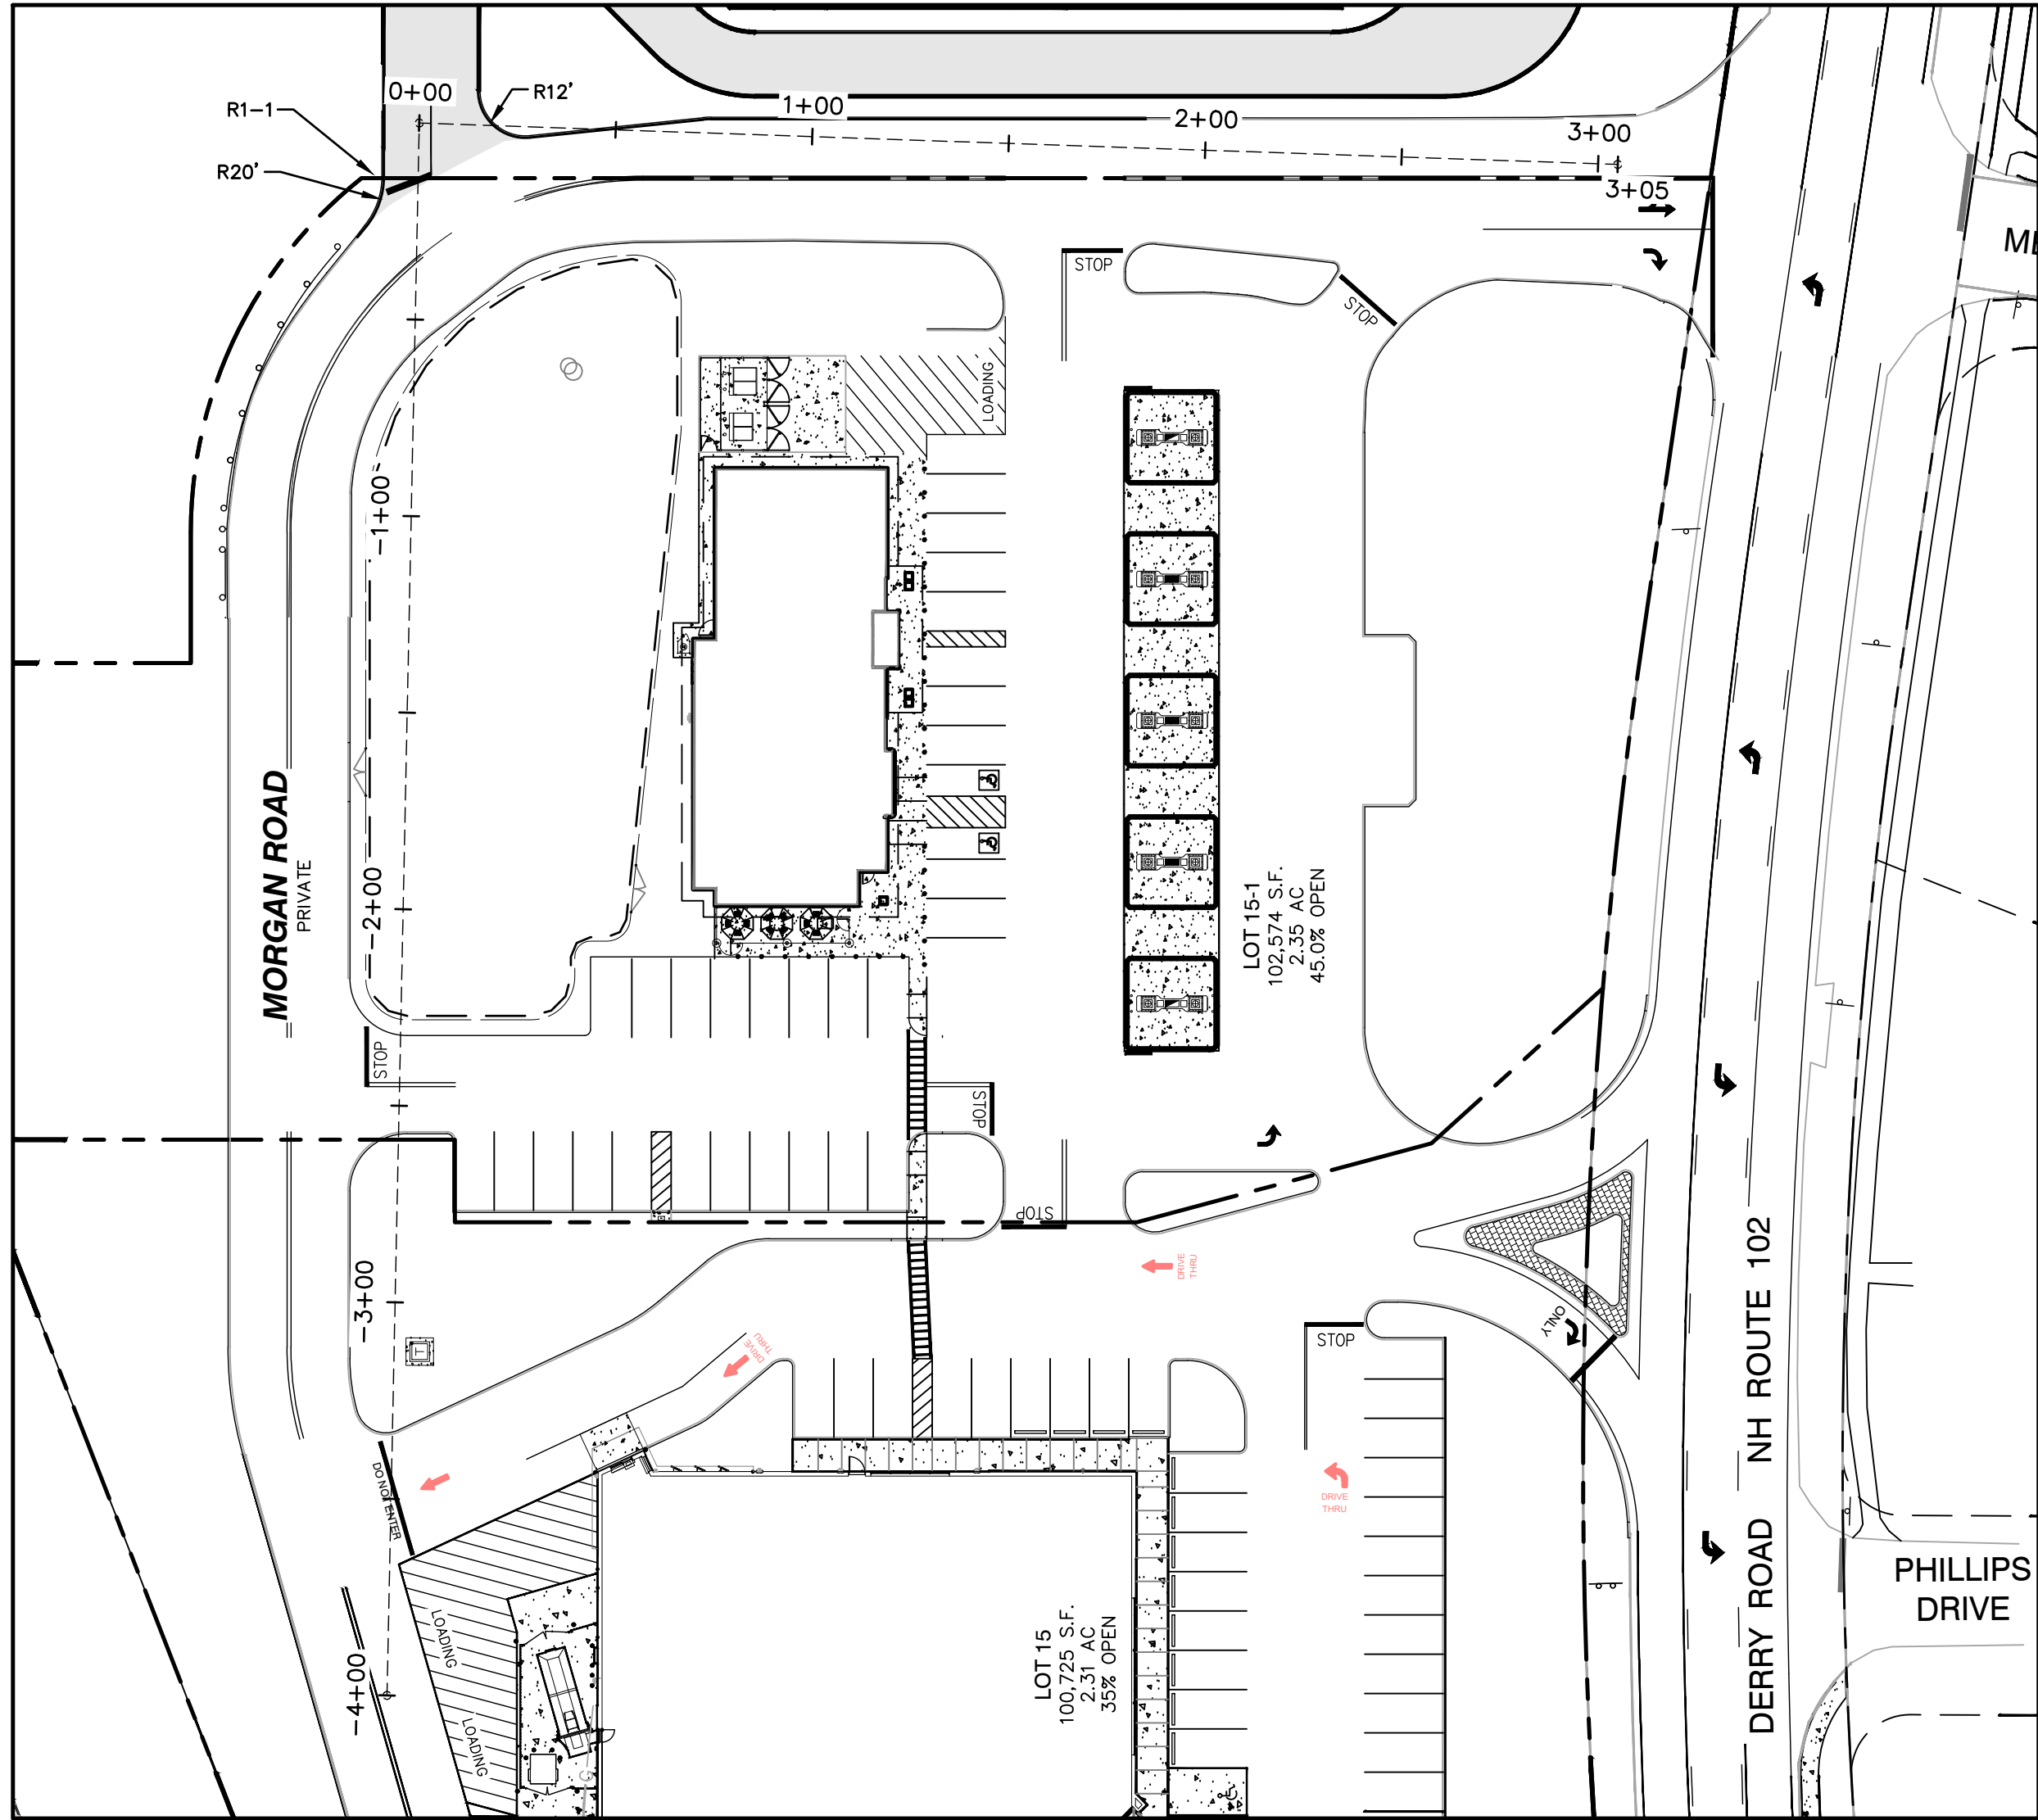 0+00
R12'
1+00
R1-1
2+00
3+00
R20'
3+05
STOP
STOP
LOADING
-1+00
MORGAN ROAD
PRIVATE
-2+00
LOT 15-1
102,574 S.F.
2.35 AC
45.0% OPEN
STOP
STOP
STOP
DRIVE
THRU
-3+00
T
DRIVE
THRU
STOP
ONLY
DERRY ROAD NH ROUTE 102
DO NOT ENTER
DRIVE
THRU
PHILLIPS
DRIVE
LOADING
LOADING
-4+00
LOT 15
100,725 S.F.
2.31 AC
35% OPEN
G